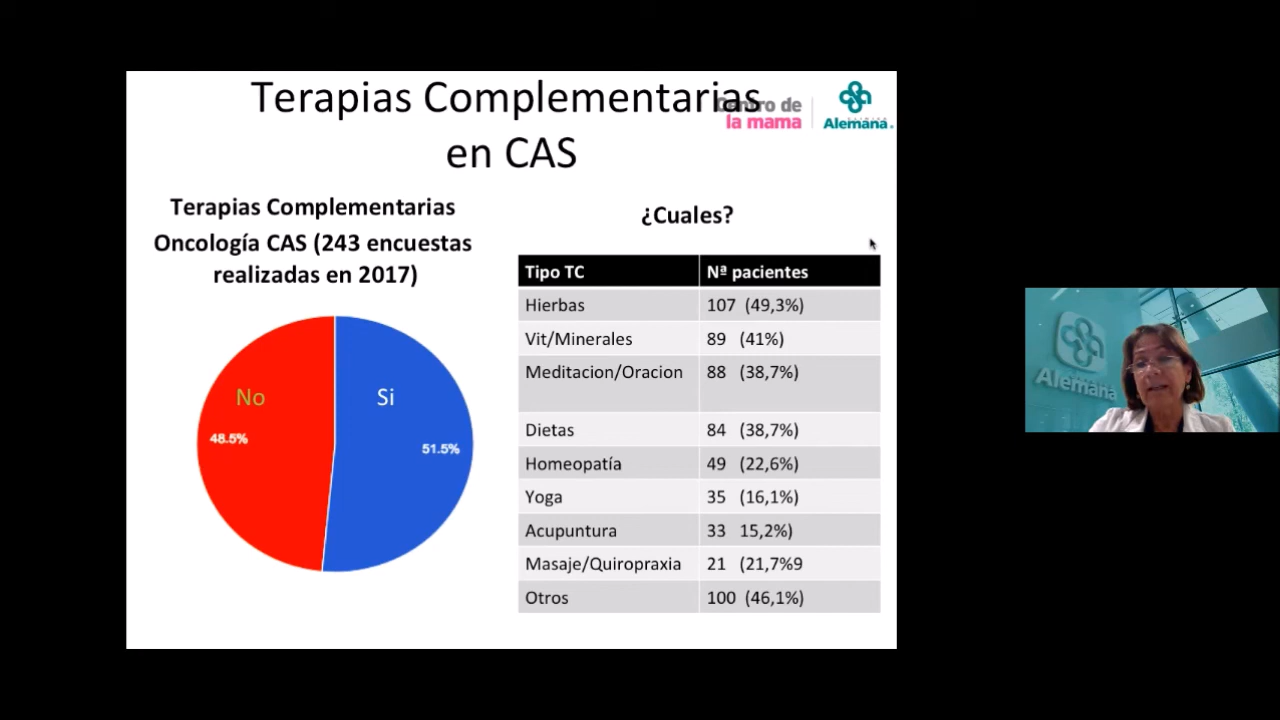 Terapias Complementarias
en CAS
Centro de
la mama
Alemana.
Terapias Complementarias
Oncología CAS (243 encuestas
realizadas en 2017)
No
48.5%
Si
51.5%
¿Cuales?
Tipo TC Nª pacientes
Hierbas 107 (49,3%)
Vit/Minerales 89 (41%)
Meditacion/Oracion 88 (38,7%)
Dietas 84 (38,7%)
Homeopatía 49 (22,6%)
Yoga 35 (16,1%)
Acupuntura 33 15,2%)
Masaje/Quiropraxia 21 (21,7%9
Otros 100 (46,1%)
Alemana